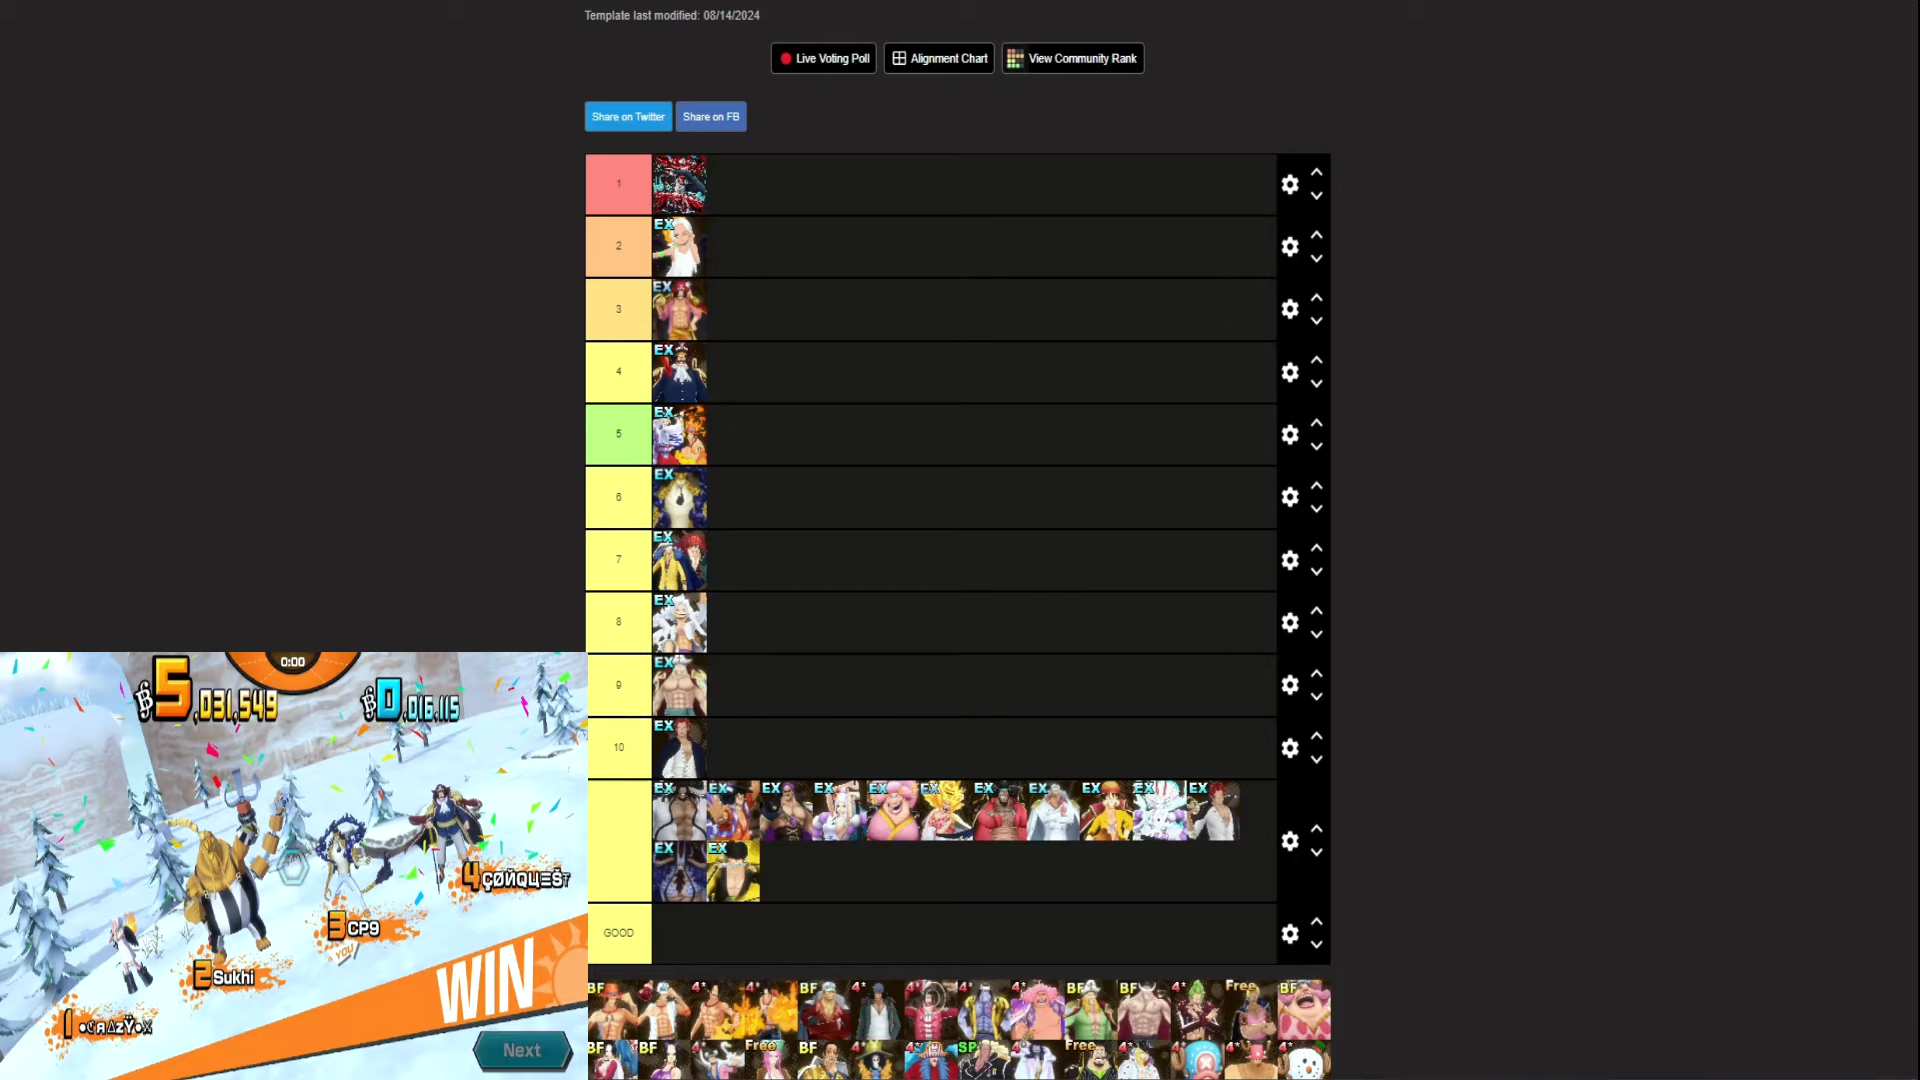 Template last modified: 08/14/2024
Live Voting Poll
Alignment Chart
View Community Rank
Share on Twitter
Share on FB
1
2
EX
3
EX
4
EX
5
EX
6
EX
7
EX
8
EX
9
EX
10
EX
EX EX EX EX EX EX EX EX EX EX EX
EX EX
GOOD
BF 4* 4* BF 4* 4* 4* 4* BF BF 4* Free BF
BF BF 4* Free BF 4* 4* SP 4* Free 4* 4* 4*
0:00
5,031,549
0,016,115
4
3 CP9
YOU
2 Sukhi
1
WIN
Next